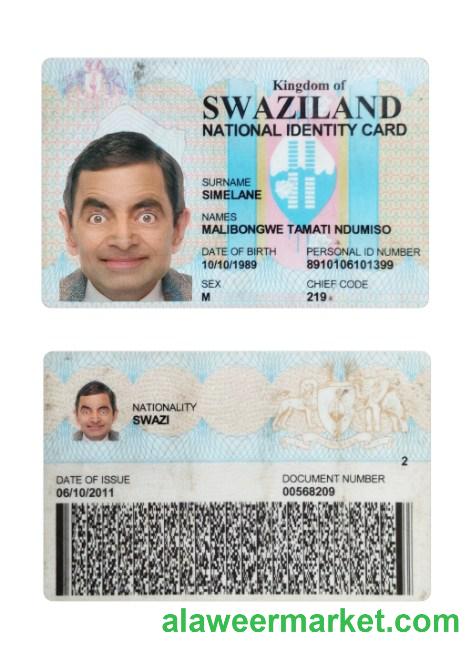 Kingdom of
SWAZILAND
NATIONAL IDENTITY CARD
SURNAME
SIMELANE
NAMES
MALIBONGWE TAMATI NDUMISO
DATE OF BIRTH PERSONAL ID NUMBER
10/10/1989 8910106101399
SEX CHIEF CODE
M 219
NATIONALITY
SWAZI
2
DATE OF ISSUE DOCUMENT NUMBER
06/10/2011 00568209
alaweermarket.com